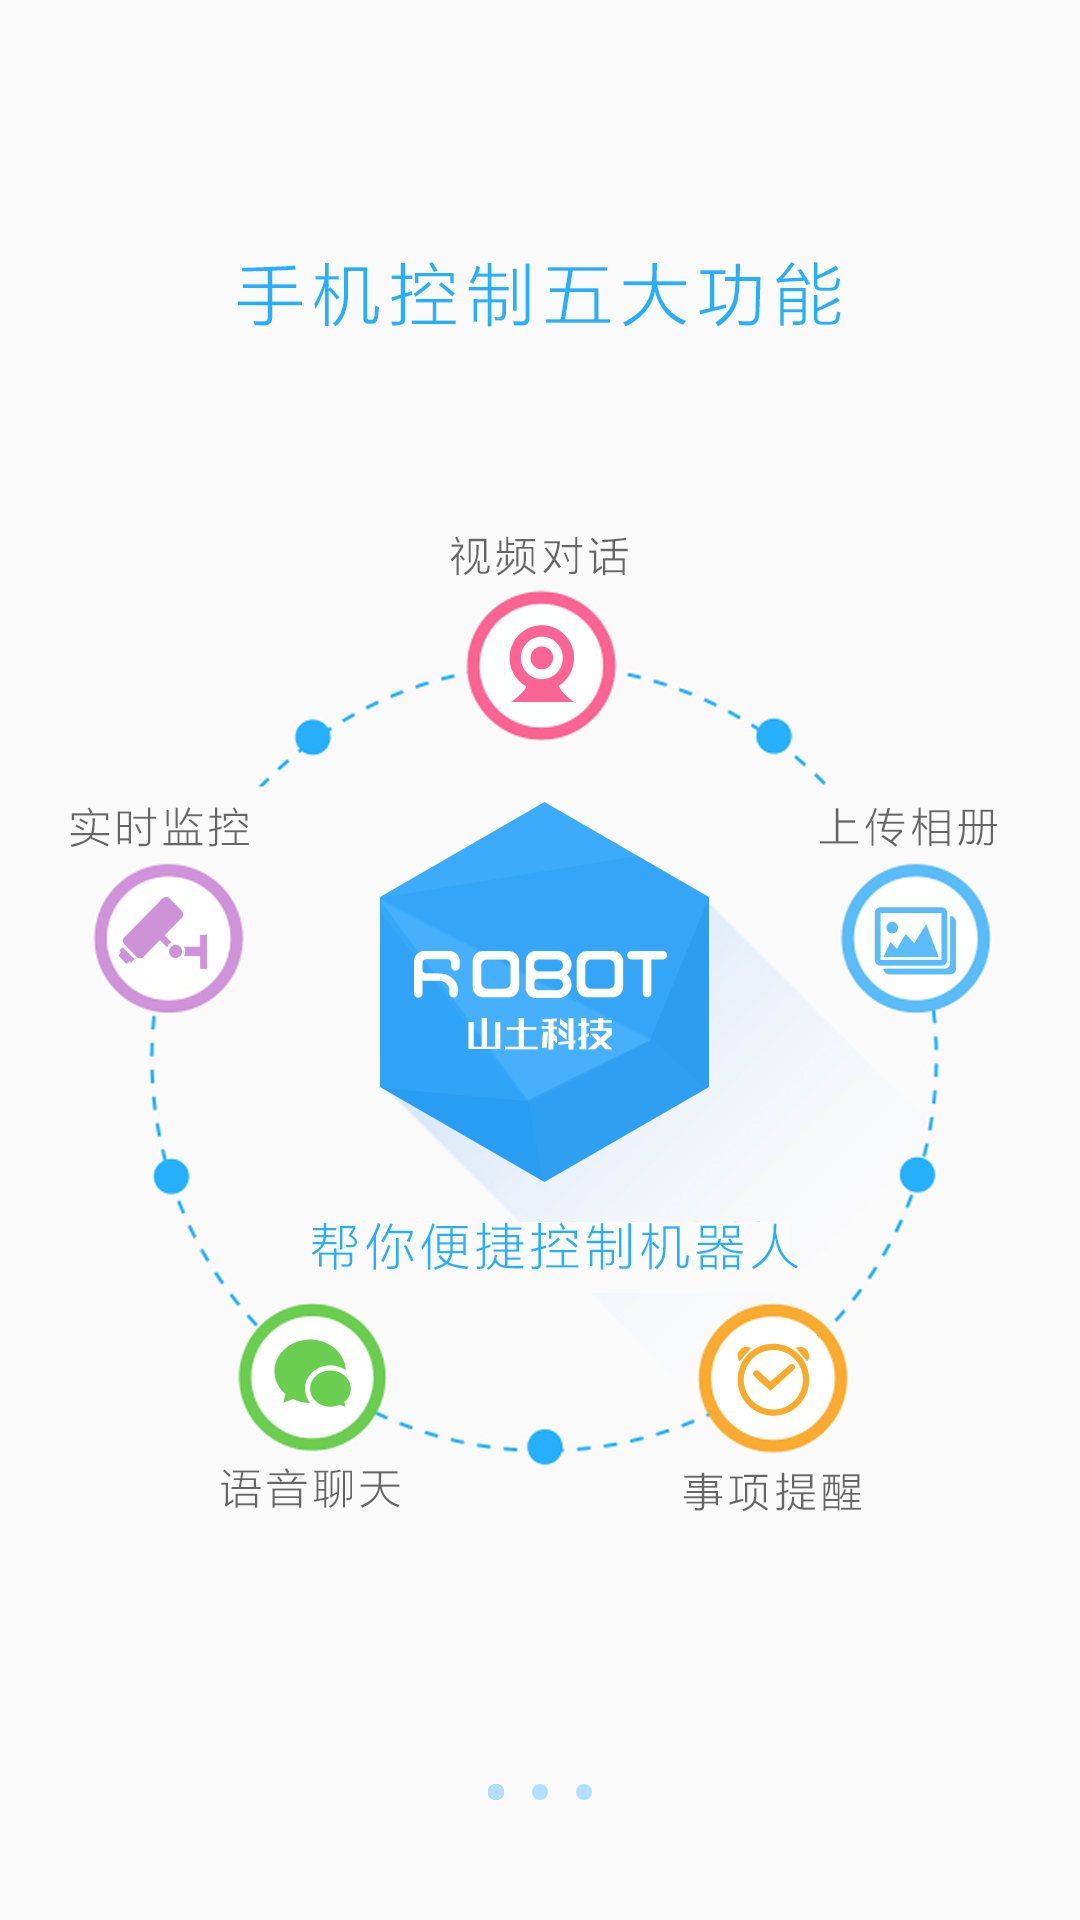 手机控制五大功能
视频对话
实时监控
上传相册
ROBOT
山土科技
帮你便捷控制机器人
语音聊天
事项提醒